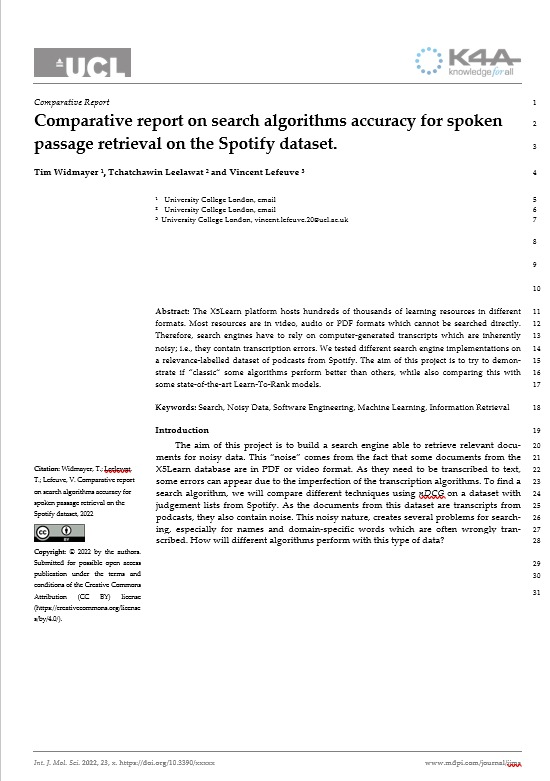 UCL
K4A
knowledge for all
Comparative Report 1
Comparative report on search algorithms accuracy for spoken 2
passage retrieval on the Spotify dataset. 3
Tim Widmayer ¹, Tchatchawin Leelawat ² and Vincent Lefeuve ³ 4
¹ University College London, email 5
² University College London, email 6
³ University College London, vincent.lefeuve.20@ucl.ac.uk 7
8
9
10
Abstract: The X5Learn platform hosts hundreds of thousands of learning resources in different 11
formats. Most resources are in video, audio or PDF formats which cannot be searched directly. 12
Therefore, search engines have to rely on computer-generated transcripts which are inherently 13
noisy; i.e., they contain transcription errors. We tested different search engine implementations on 14
a relevance-labelled dataset of podcasts from Spotify. The aim of this project is to try to demon- 15
strate if “classic” some algorithms perform better than others, while also comparing this with 16
some state-of-the-art Learn-To-Rank models. 17
Keywords: Search, Noisy Data, Software Engineering, Machine Learning, Information Retrieval 18
Introduction 19
The aim of this project is to build a search engine able to retrieve relevant docu- 20
ments for noisy data. This “noise” comes from the fact that some documents from the 21
X5Learn database are in PDF or video format. As they need to be transcribed to text, 22
some errors can appear due to the imperfection of the transcription algorithms. To find a 23
search algorithm, we will compare different techniques using nDCG on a dataset with 24
judgement lists from Spotify. As the documents from this dataset are transcripts from 25
podcasts, they also contain noise. This noisy nature, creates several problems for search- 26
ing, especially for names and domain-specific words which are often wrongly tran- 27
scribed. How will different algorithms perform with this type of data? 28
29
30
31
Citation: Widmayer, T.; Leelawat,
T.; Lefeuve, V. Comparative report
on search algorithms accuracy for
spoken passage retrieval on the
Spotify dataset, 2022
CC BY
Copyright: © 2022 by the authors.
Submitted for possible open access
publication under the terms and
conditions of the Creative Commons
Attribution (CC BY) license
(https://creativecommons.org/license
s/by/4.0/).
Int. J. Mol. Sci. 2022, 23, x. https://doi.org/10.3390/xxxxx www.mdpi.com/journal/ijms